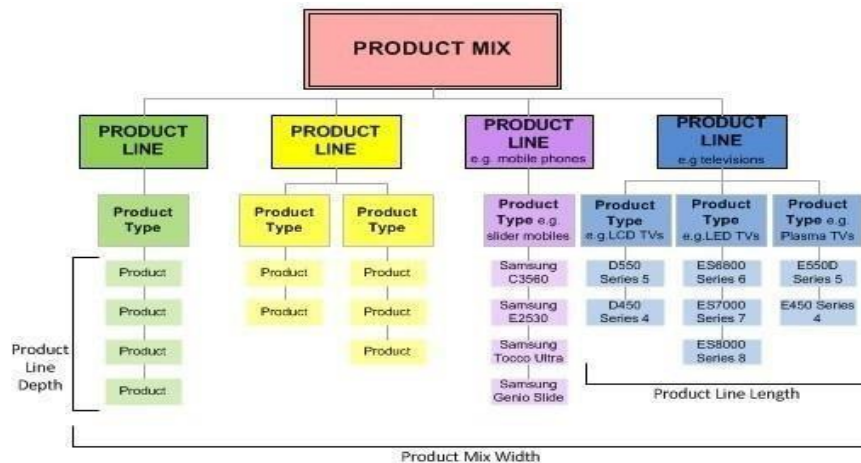 PRODUCT MIX
PRODUCT
LINE
PRODUCT
LINE
PRODUCT
LINE
e.g. mobile phones
PRODUCT
LINE
e.g televisions
Product
Type
Product
Type
Product
Type
Product
Type e.g.
slider mobiles
Product
Type
e.g.LCD TVs
Product
Type
e.g.LED TVs
Product
Type e.g.
Plasma TVs
Product
Product
Product
Product
Product
Product
Product
Product
Product
Samsung
C3560
Samsung
E2530
Samsung
Tocco Ultra
Samsung
Genio Slide
D550
Series 5
D450
Series 4
ES6800
Series 6
ES7000
Series 7
ES8000
Series 8
E550D
Series 5
E450 Series
4
Product
Line
Depth
Product Line Length
Product Mix Width